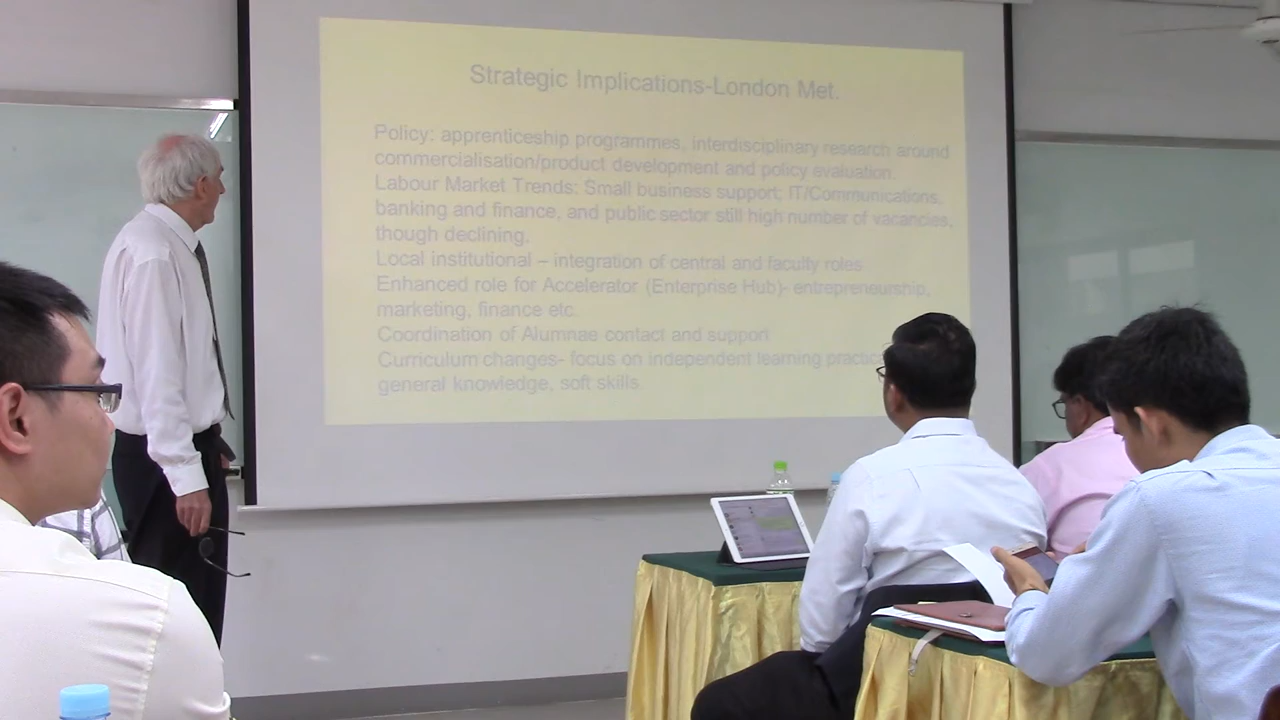 Strategic Implications-London Met.
Policy: apprenticeship programmes, interdisciplinary research around
commercialisation/product development and policy evaluation.
Labour Market Trends: Small business support; IT/Communications,
banking and finance, and public sector still high number of vacancies,
though declining.
Local institutional – integration of central and faculty roles
Enhanced role for Accelerator (Enterprise Hub)- entrepreneurship,
marketing, finance etc.
Coordination of Alumnae contact and support
Curriculum changes- focus on independent learning
general knowledge, soft skills